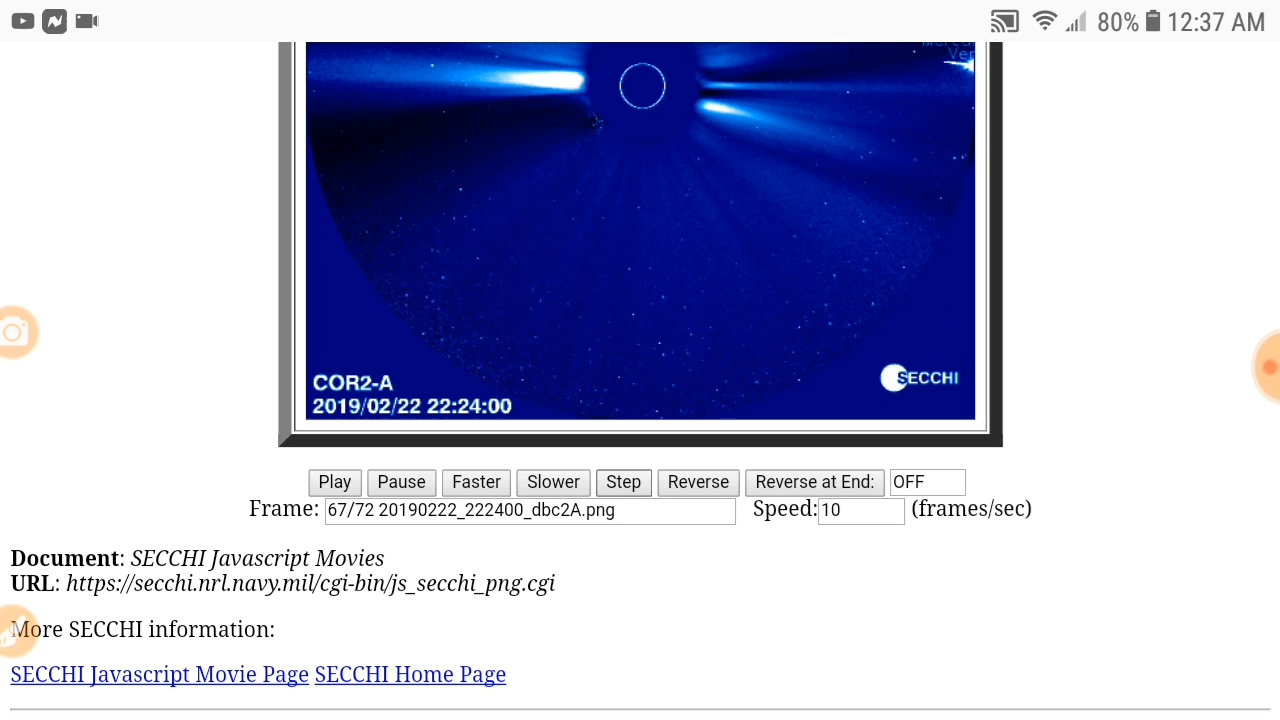 80% 12:37 AM
Ver
COR2-A
2019/02/22 22:24:00
SECCHI
Play Pause Faster Slower Step Reverse Reverse at End: OFF
Frame: 67/72 20190222_222400_dbc2A.png Speed: 10 (frames/sec)
Document: SECCHI Javascript Movies
URL: https://secchi.nrl.navy.mil/cgi-bin/js_secchi_png.cgi
More SECCHI information:
SECCHI Javascript Movie Page SECCHI Home Page